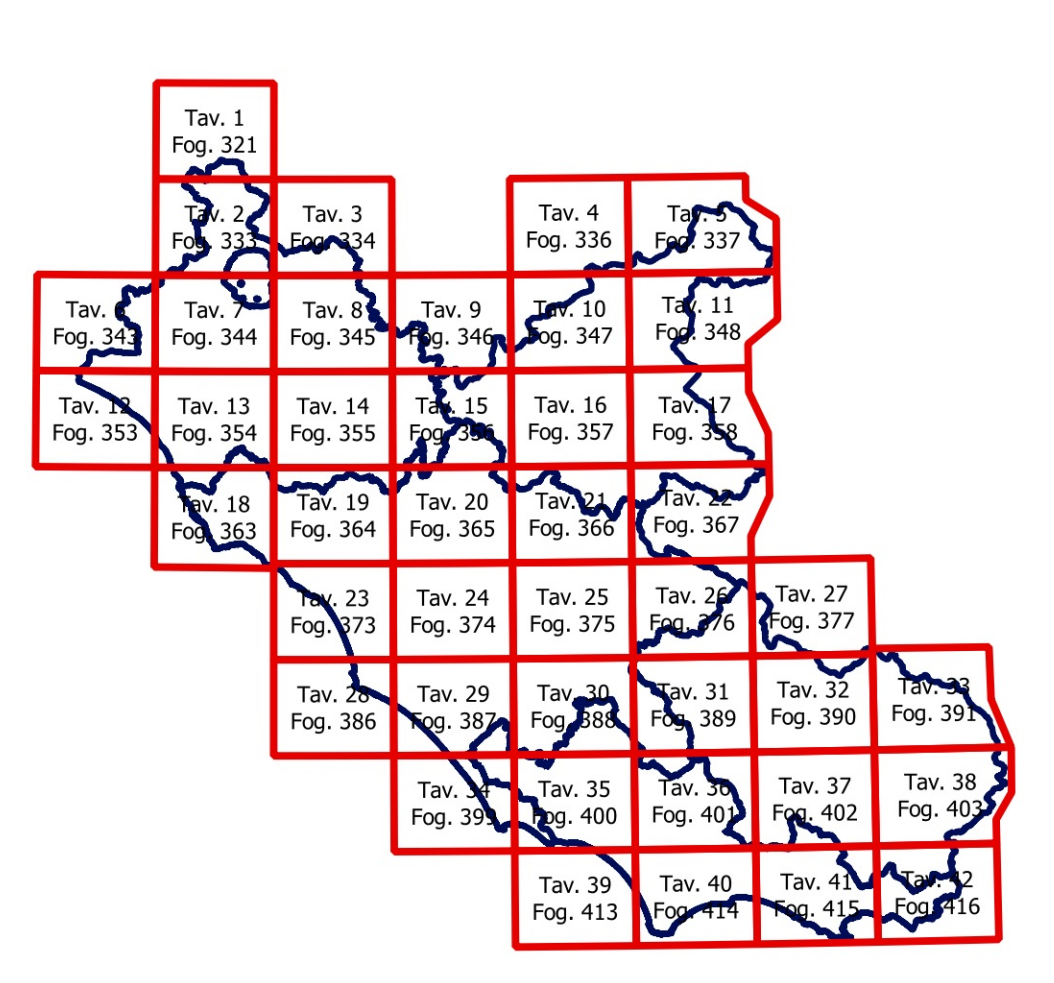 Tav. 1
Fog. 321
Tav. 2
Fog. 333
Tav. 3
Fog. 334
Tav. 4
Fog. 336
Tav. 5
Fog. 337
Tav. 6
Fog. 343
Tav. 7
Fog. 344
Tav. 8
Fog. 345
Tav. 9
Fog. 346
Tav. 10
Fog. 347
Tav. 11
Fog. 348
Tav. 12
Fog. 353
Tav. 13
Fog. 354
Tav. 14
Fog. 355
Tav. 15
Fog. 356
Tav. 16
Fog. 357
Tav. 17
Fog. 358
Tav. 18
Fog. 363
Tav. 19
Fog. 364
Tav. 20
Fog. 365
Tav. 21
Fog. 366
Tav. 22
Fog. 367
Tav. 23
Fog. 373
Tav. 24
Fog. 374
Tav. 25
Fog. 375
Tav. 26
Fog. 376
Tav. 27
Fog. 377
Tav. 28
Fog. 386
Tav. 29
Fog. 387
Tav. 30
Fog. 388
Tav. 31
Fog. 389
Tav. 32
Fog. 390
Tav. 33
Fog. 391
Tav. 34
Fog. 399
Tav. 35
Fog. 400
Tav. 36
Fog. 401
Tav. 37
Fog. 402
Tav. 38
Fog. 403
Tav. 39
Fog. 413
Tav. 40
Fog. 414
Tav. 41
Fog. 415
Tav. 42
Fog. 416